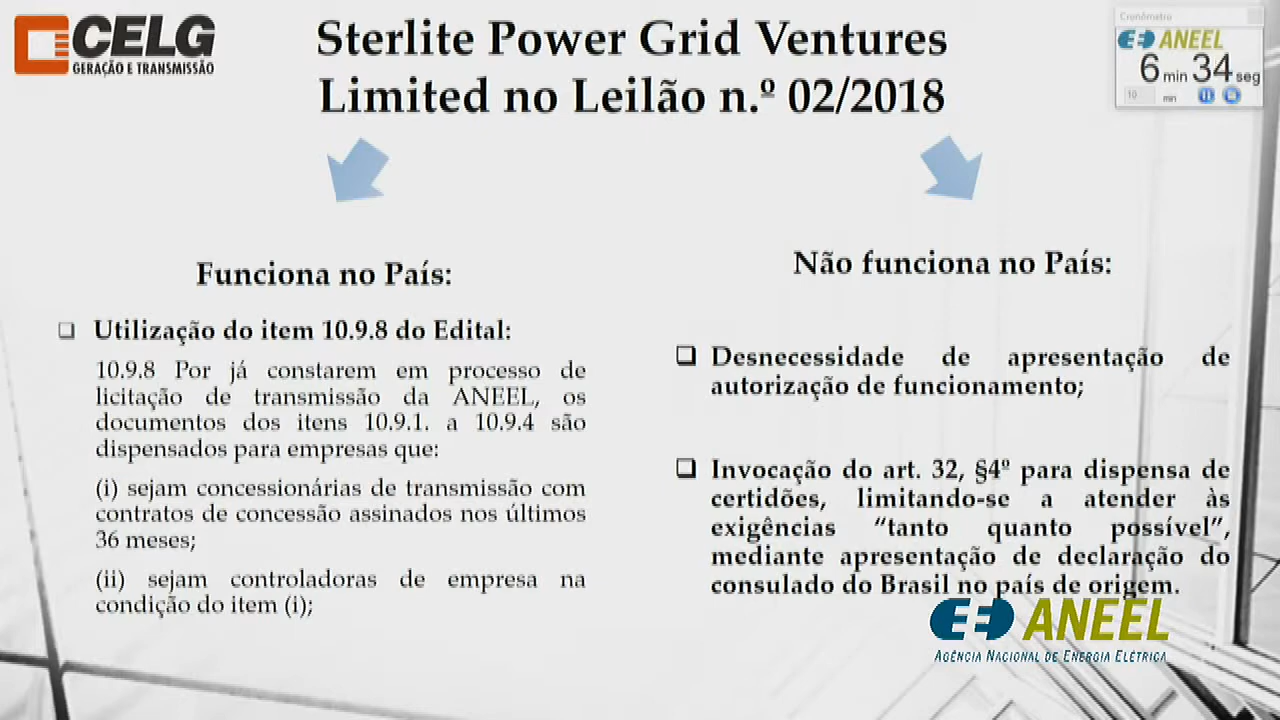 CELG
GERAÇÃO E TRANSMISSÃO
Sterlite Power Grid Ventures
Limited no Leilão n.º 02/2018
Cronômetro
ANEEL
6 min 34 seg
10 min
Funciona no País:
❑ Utilização do item 10.9.8 do Edital:
10.9.8 Por já constarem em processo de
licitação de transmissão da ANEEL, os
documentos dos itens 10.9.1. a 10.9.4 são
dispensados para empresas que:
(i) sejam concessionárias de transmissão com
contratos de concessão assinados nos últimos
36 meses;
(ii) sejam controladoras de empresa na
condição do item (i);
Não funciona no País:
❑ Desnecessidade de apresentação de
autorização de funcionamento;
❑ Invocação do art. 32, §4º para dispensa de
certidões, limitando-se a atender às
exigências “tanto quanto possível”,
mediante apresentação de declaração do
consulado do Brasil no país de origem.
ANEEL
AGÊNCIA NACIONAL DE ENERGIA ELÉTRICA